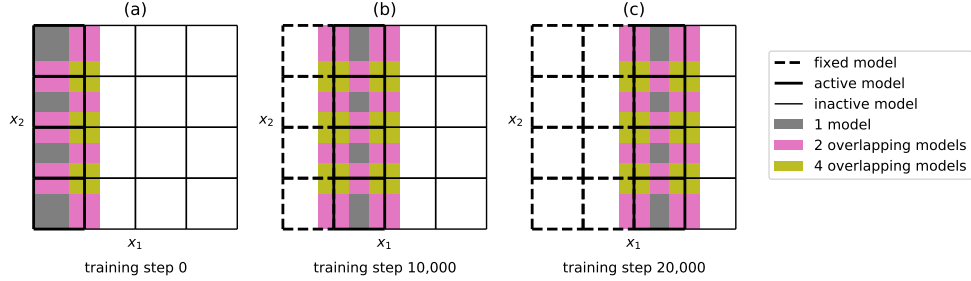 (a)
(b)
(c)
x₂
x₂
x₂
x₁
x₁
x₁
training step 0
training step 10,000
training step 20,000
fixed model
active model
inactive model
1 model
2 overlapping models
4 overlapping models